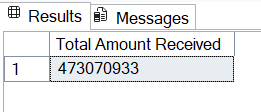 Results Messages
Total Amount Received
1 473070933